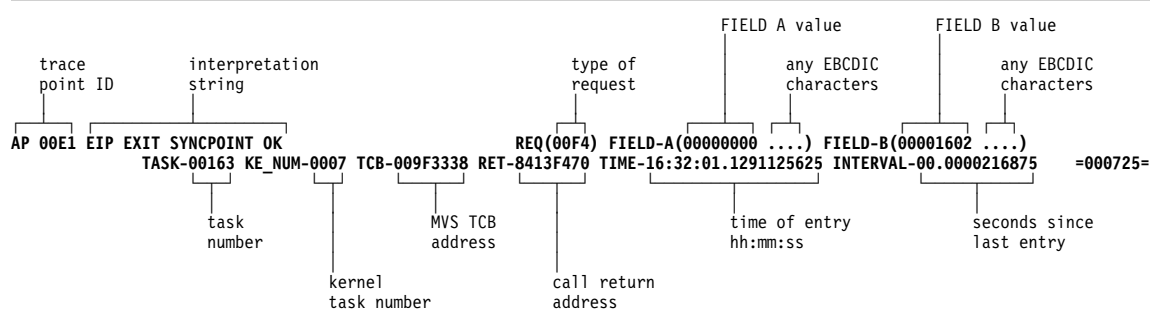 FIELD A value FIELD B value
trace interpretation type of any EBCDIC any EBCDIC
point ID string request characters characters
AP 00E1 EIP EXIT SYNCPOINT OK REQ(00F4) FIELD-A(00000000 ....) FIELD-B(00001602 ....)
TASK-00163 KE_NUM-0007 TCB-009F3338 RET-8413F470 TIME-16:32:01.1291125625 INTERVAL-00.0000216875 =000725=
task MVS TCB time of entry seconds since
number address hh:mm:ss last entry
kernel call return
task number address